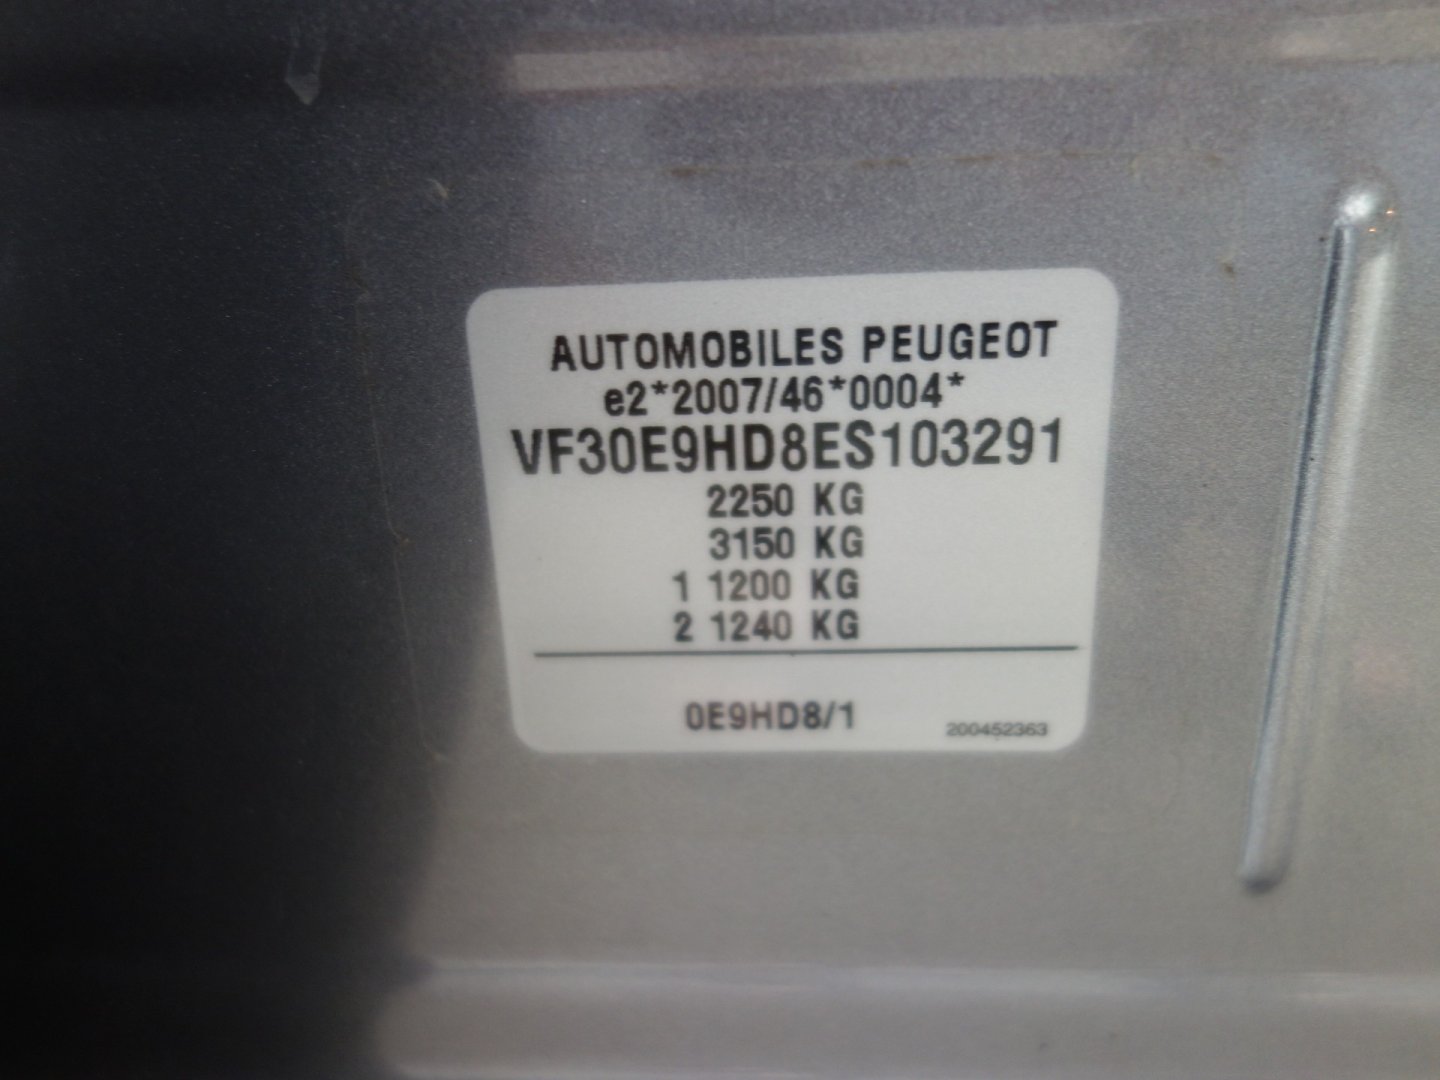 AUTOMOBILES PEUGEOT
e2*2007/46*0004*
VF30E9HD8ES103291
2250 KG
3150 KG
1 1200 KG
2 1240 KG
0E9HD8/1
200452363